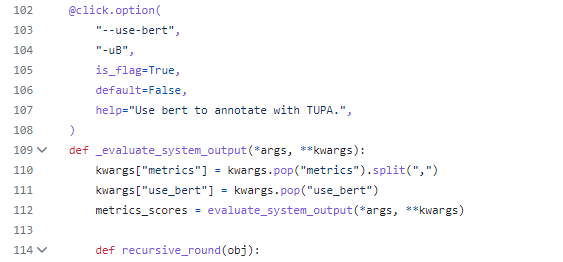 102 @click.option(
103 "--use-bert",
104 "-uB",
105 is_flag=True,
106 default=False,
107 help="Use bert to annotate with TUPA.",
108 )
109 def _evaluate_system_output(*args, **kwargs):
110 kwargs["metrics"] = kwargs.pop("metrics").split(",")
111 kwargs["use_bert"] = kwargs.pop("use_bert")
112 metrics_scores = evaluate_system_output(*args, **kwargs)
113
114 def recursive_round(obj):